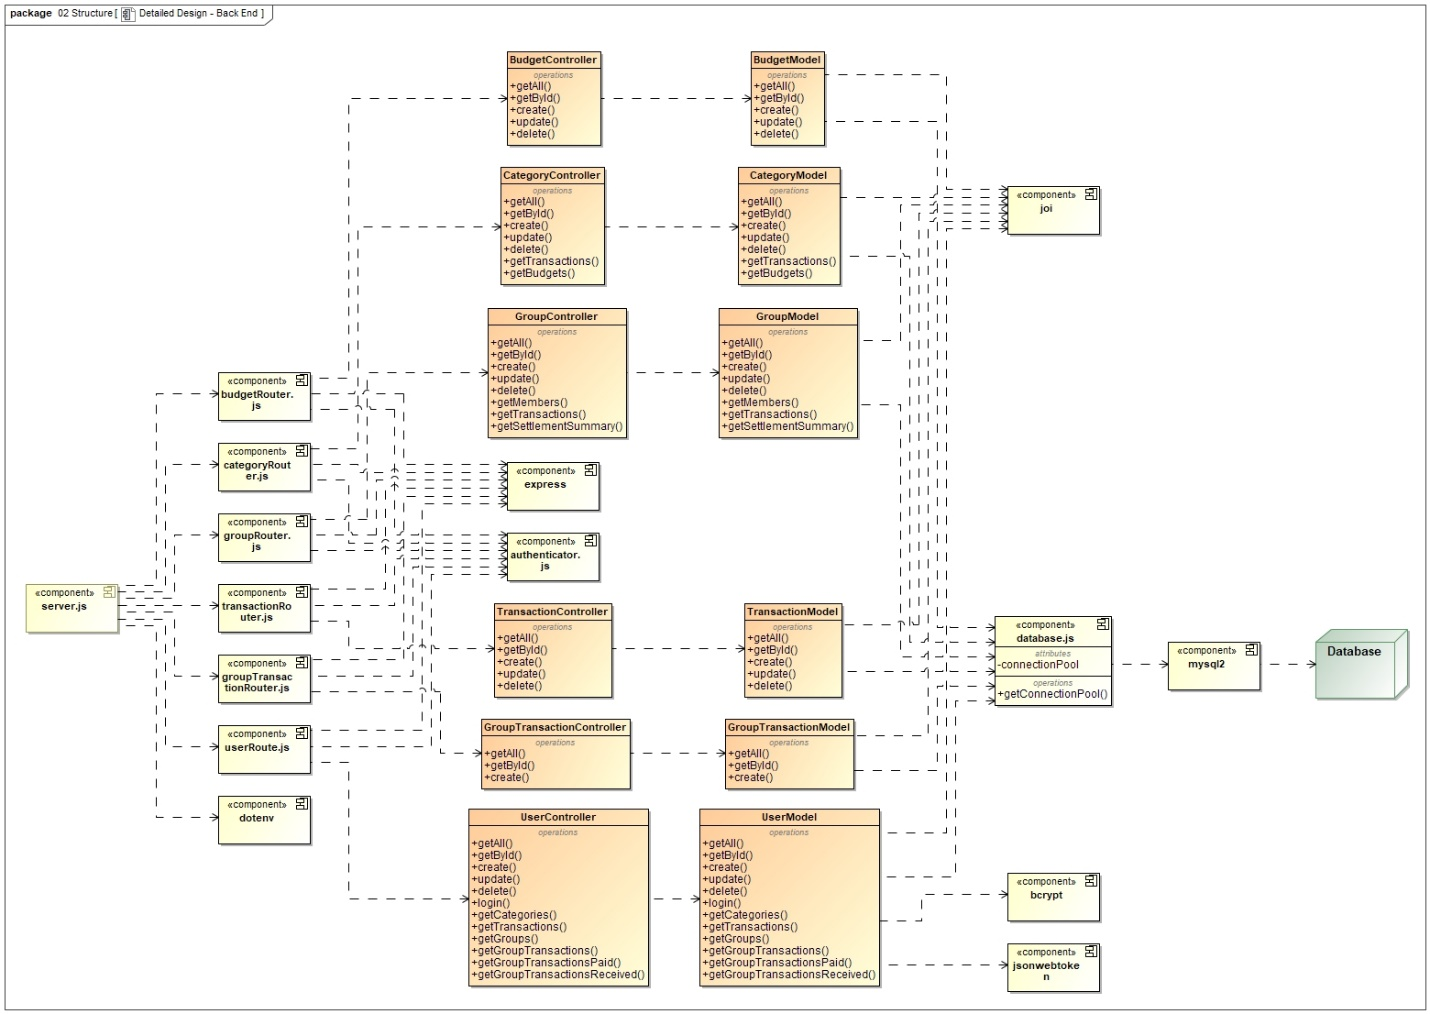 package 02 Structure [ Detailed Design - Back End ]
BudgetController
operations
+getAll()
+getById()
+create()
+update()
+delete()
BudgetModel
operations
+getAll()
+getById()
+create()
+update()
+delete()
CategoryController
operations
+getAll()
+getById()
+create()
+update()
+delete()
+getTransactions()
+getBudgets()
CategoryModel
operations
+getAll()
+getById()
+create()
+update()
+delete()
+getTransactions()
+getBudgets()
«component»
joi
GroupController
operations
+getAll()
+getById()
+create()
+update()
+delete()
+getMembers()
+getTransactions()
+getSettlementSummary()
GroupModel
operations
+getAll()
+getById()
+create()
+update()
+delete()
+getMembers()
+getTransactions()
+getSettlementSummary()
«component»
budgetRouter.
js
«component»
categoryRout
er.js
«component»
express
«component»
groupRouter.
js
«component»
authenticator.
js
«component»
server.js
«component»
transactionRo
uter.js
TransactionController
operations
+getAll()
+getById()
+create()
+update()
+delete()
TransactionModel
operations
+getAll()
+getById()
+create()
+update()
+delete()
«component»
database.js
attributes
-connectionPool
operations
+getConnectionPool()
«component»
mysql2
Database
«component»
groupTransac
tionRouter.js
«component»
userRoute.js
GroupTransactionController
operations
+getAll()
+getById()
+create()
GroupTransactionModel
operations
+getAll()
+getById()
+create()
«component»
dotenv
UserController
operations
+getAll()
+getById()
+create()
+update()
+delete()
+login()
+getCategories()
+getTransactions()
+getGroups()
+getGroupTransactions()
+getGroupTransactionsPaid()
+getGroupTransactionsReceived()
UserModel
operations
+getAll()
+getById()
+create()
+update()
+delete()
+login()
+getCategories()
+getTransactions()
+getGroups()
+getGroupTransactions()
+getGroupTransactionsPaid()
+getGroupTransactionsReceived()
«component»
bcrypt
«component»
jsonwebtoke
n